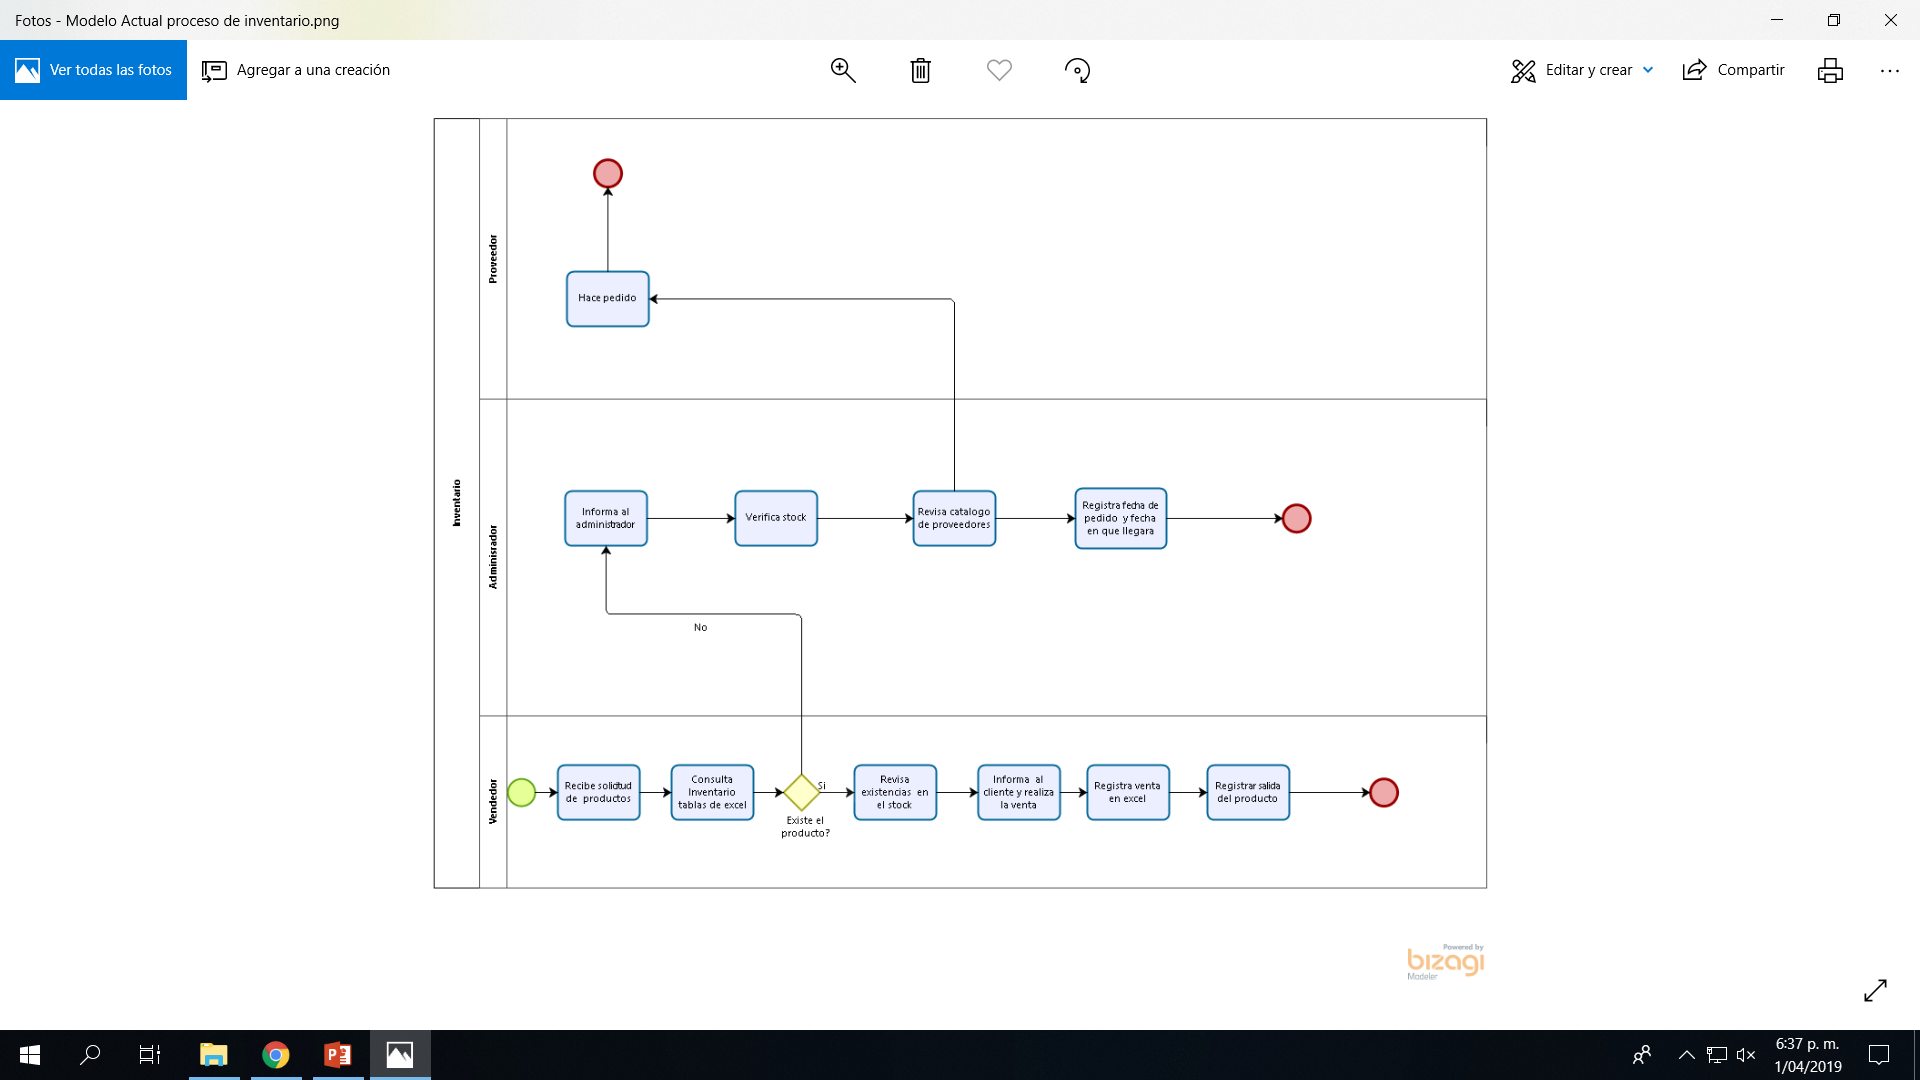 Fotos - Modelo Actual proceso de inventario.png
Ver todas las fotos
Agregar a una creación
Editar y crear
Compartir
Inventario
Proveedor
Hace pedido
Adminisrador
Informa al
administrador
Verifica stock
Revisa catalogo
de proveedores
Registra fecha de
pedido y fecha
en que llegara
No
Vendedor
Recibe solicitud
de productos
Consulta
Inventario
tablas de excel
Si
Existe el
producto?
Revisa
existencias en
el stock
Informa al
cliente y realiza
la venta
Registra venta
en excel
Registrar salida
del producto
Powered by
bizagi
Modeler
6:37 p. m.
1/04/2019